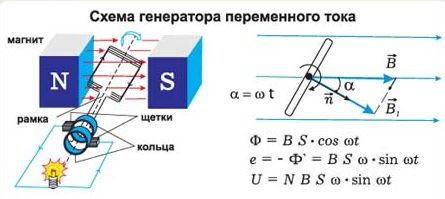 Схема генератора переменного тока
магнит
N
S
рамка
щетки
кольца
α = ω t
B⃗
α
n⃗
B⃗₁
Φ = B S · cos ωt
e = - Φ' = B S ω · sin ωt
U = N B S ω · sin ωt